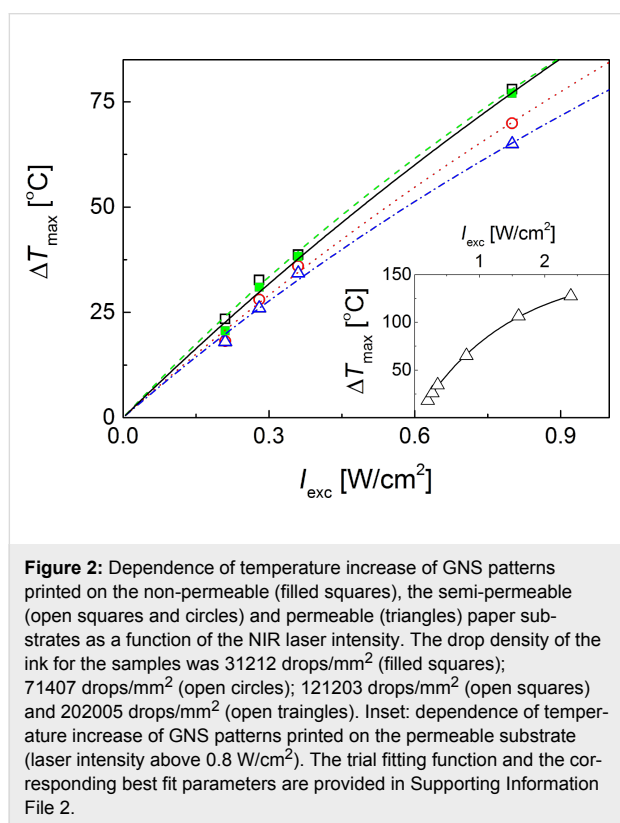 75
50
25
0
ΔT_max [°C]
0.0 0.3 0.6 0.9
I_exc [W/cm²]
I_exc [W/cm²]
1 2
150
100
50
ΔT_max [°C]
Figure 2: Dependence of temperature increase of GNS patterns
printed on the non-permeable (filled squares), the semi-permeable
(open squares and circles) and permeable (triangles) paper sub-
strates as a function of the NIR laser intensity. The drop density of the
ink for the samples was 31212 drops/mm² (filled squares);
71407 drops/mm² (open circles); 121203 drops/mm² (open squares)
and 202005 drops/mm² (open traingles). Inset: dependence of temper-
ature increase of GNS patterns printed on the permeable substrate
(laser intensity above 0.8 W/cm²). The trial fitting function and the cor-
responding best fit parameters are provided in Supporting Information
File 2.